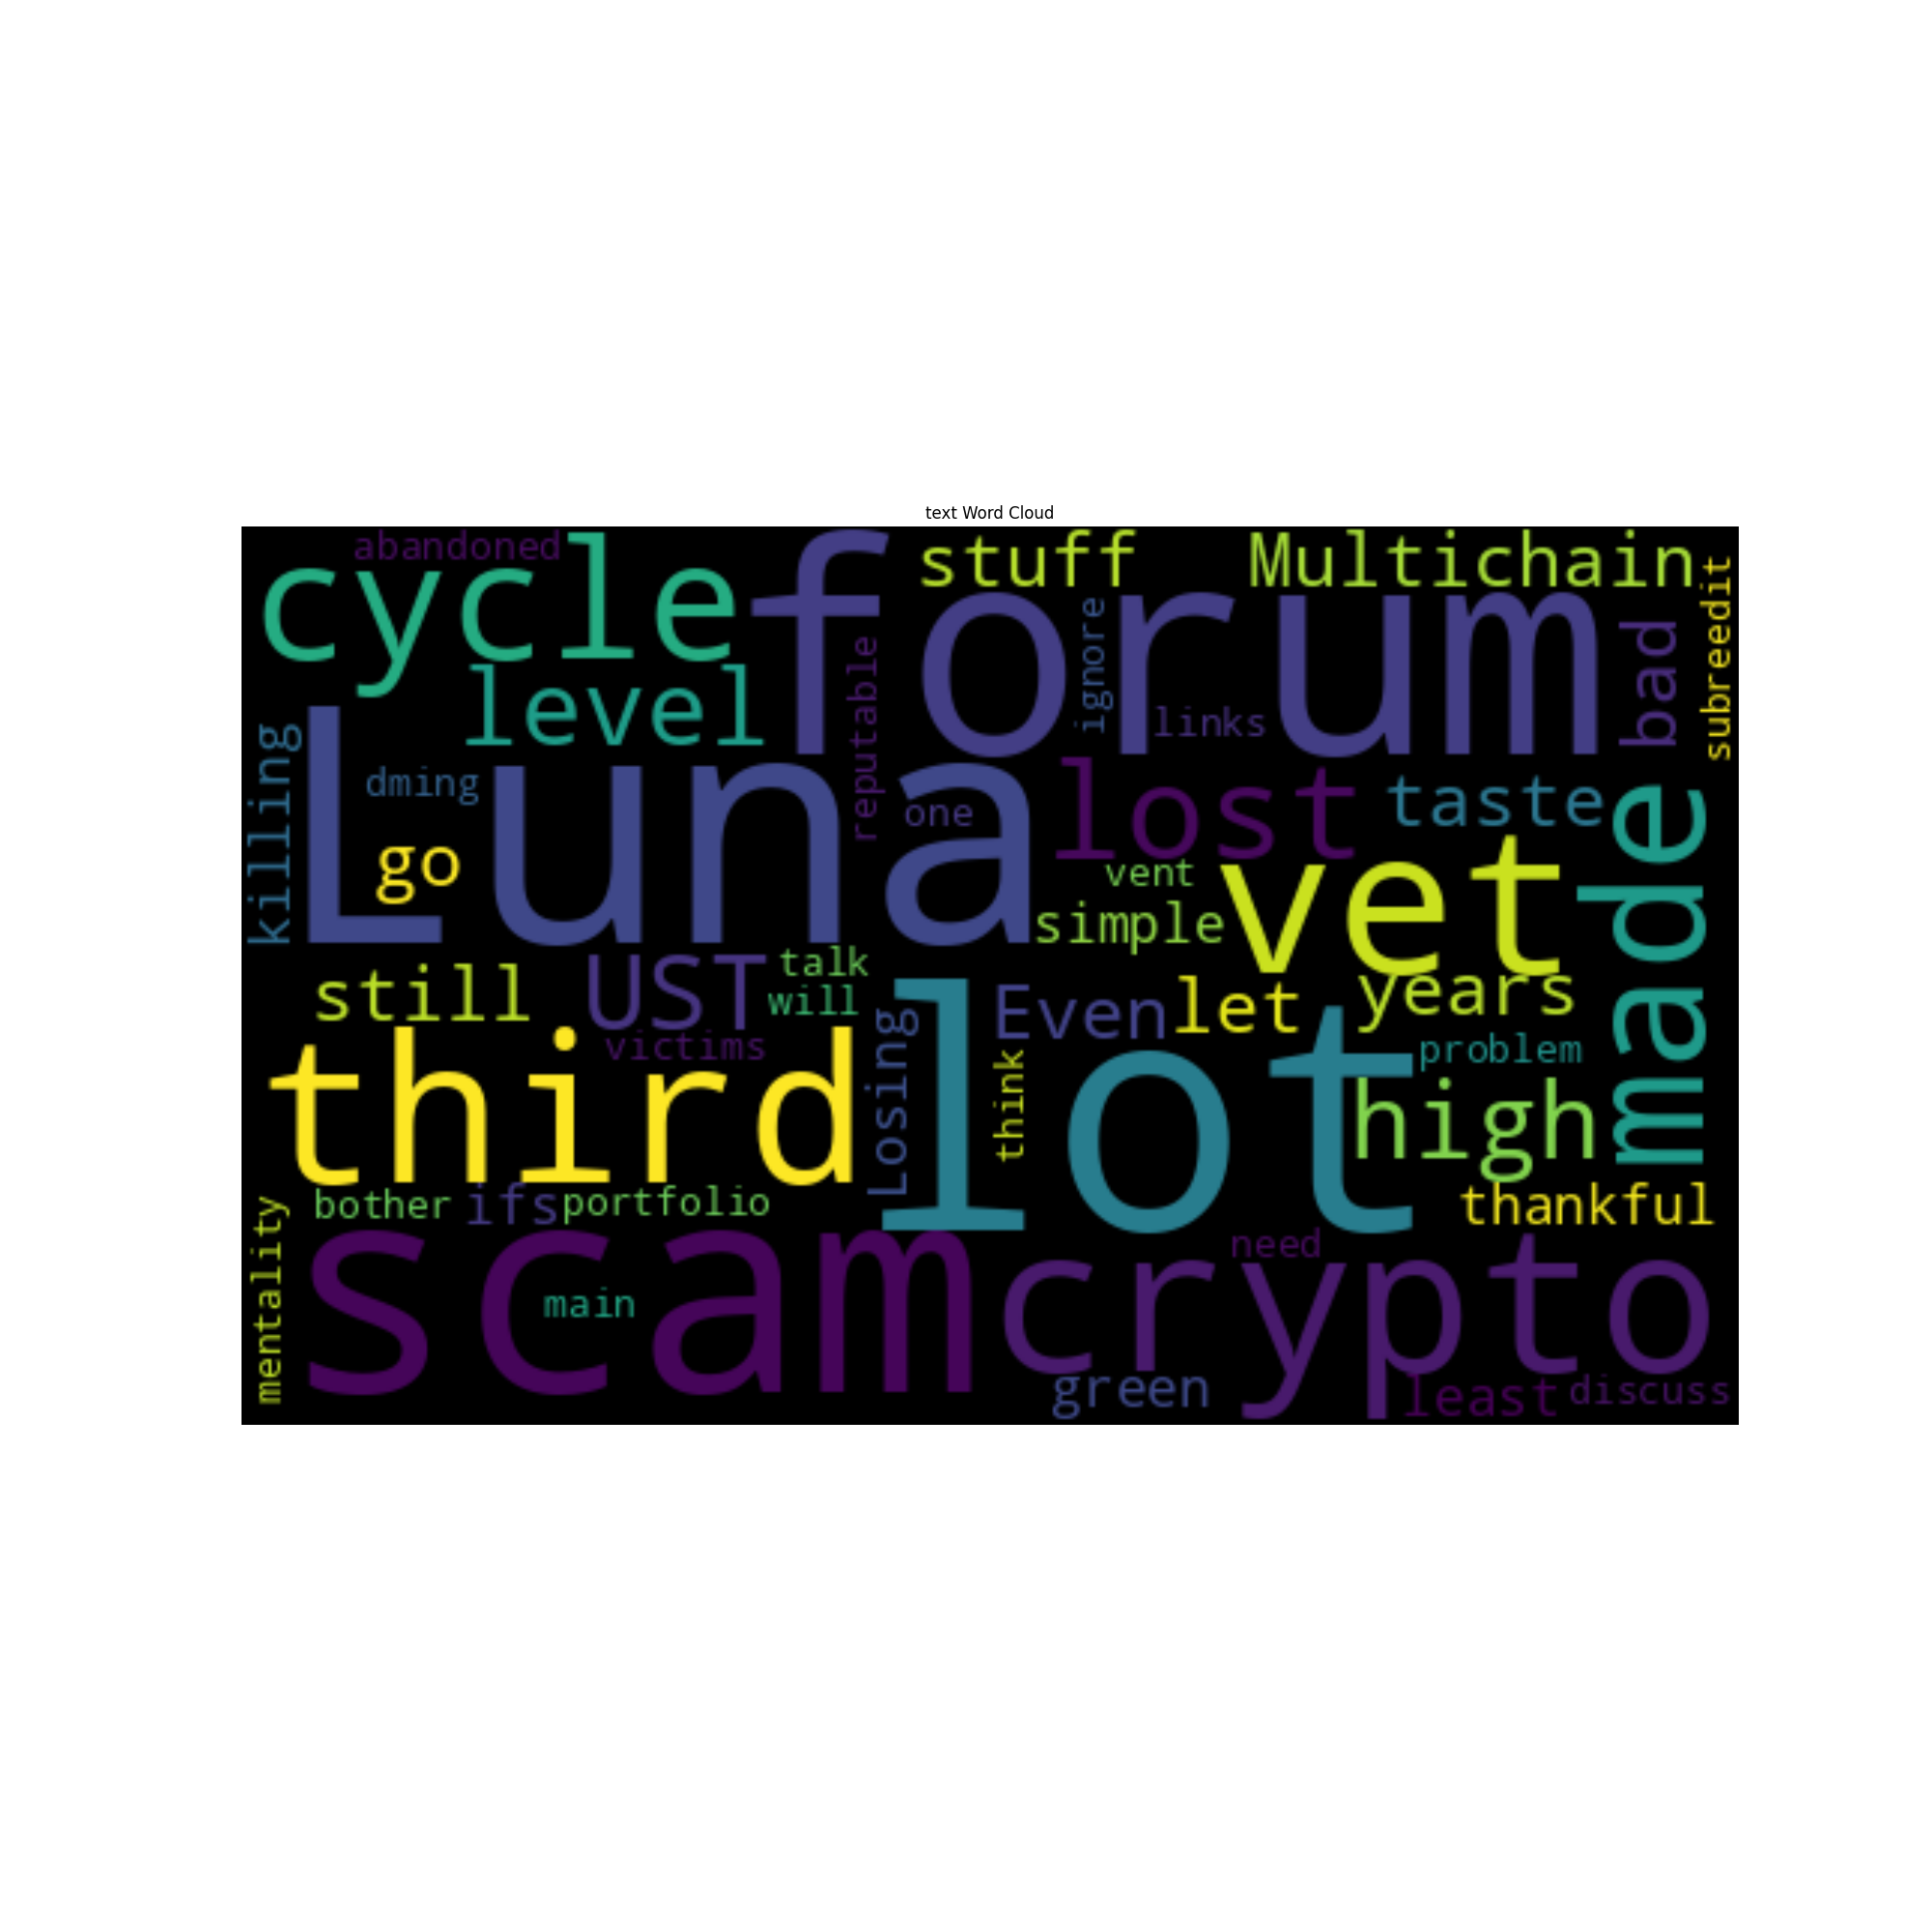 text Word Cloud
abandoned
cycle
forum
stuff
Multichain
subreedit
bad
ignore
links
level
reputable
killing
Luna
dming
one
go
lost
taste
made
vent
vet
simple
still
UST
talk
will
victims
Even
let
years
problem
third
Losing
lot
think
high
thankful
bother
ifs
portfolio
mentality
scam
main
need
crypto
green
least
discuss